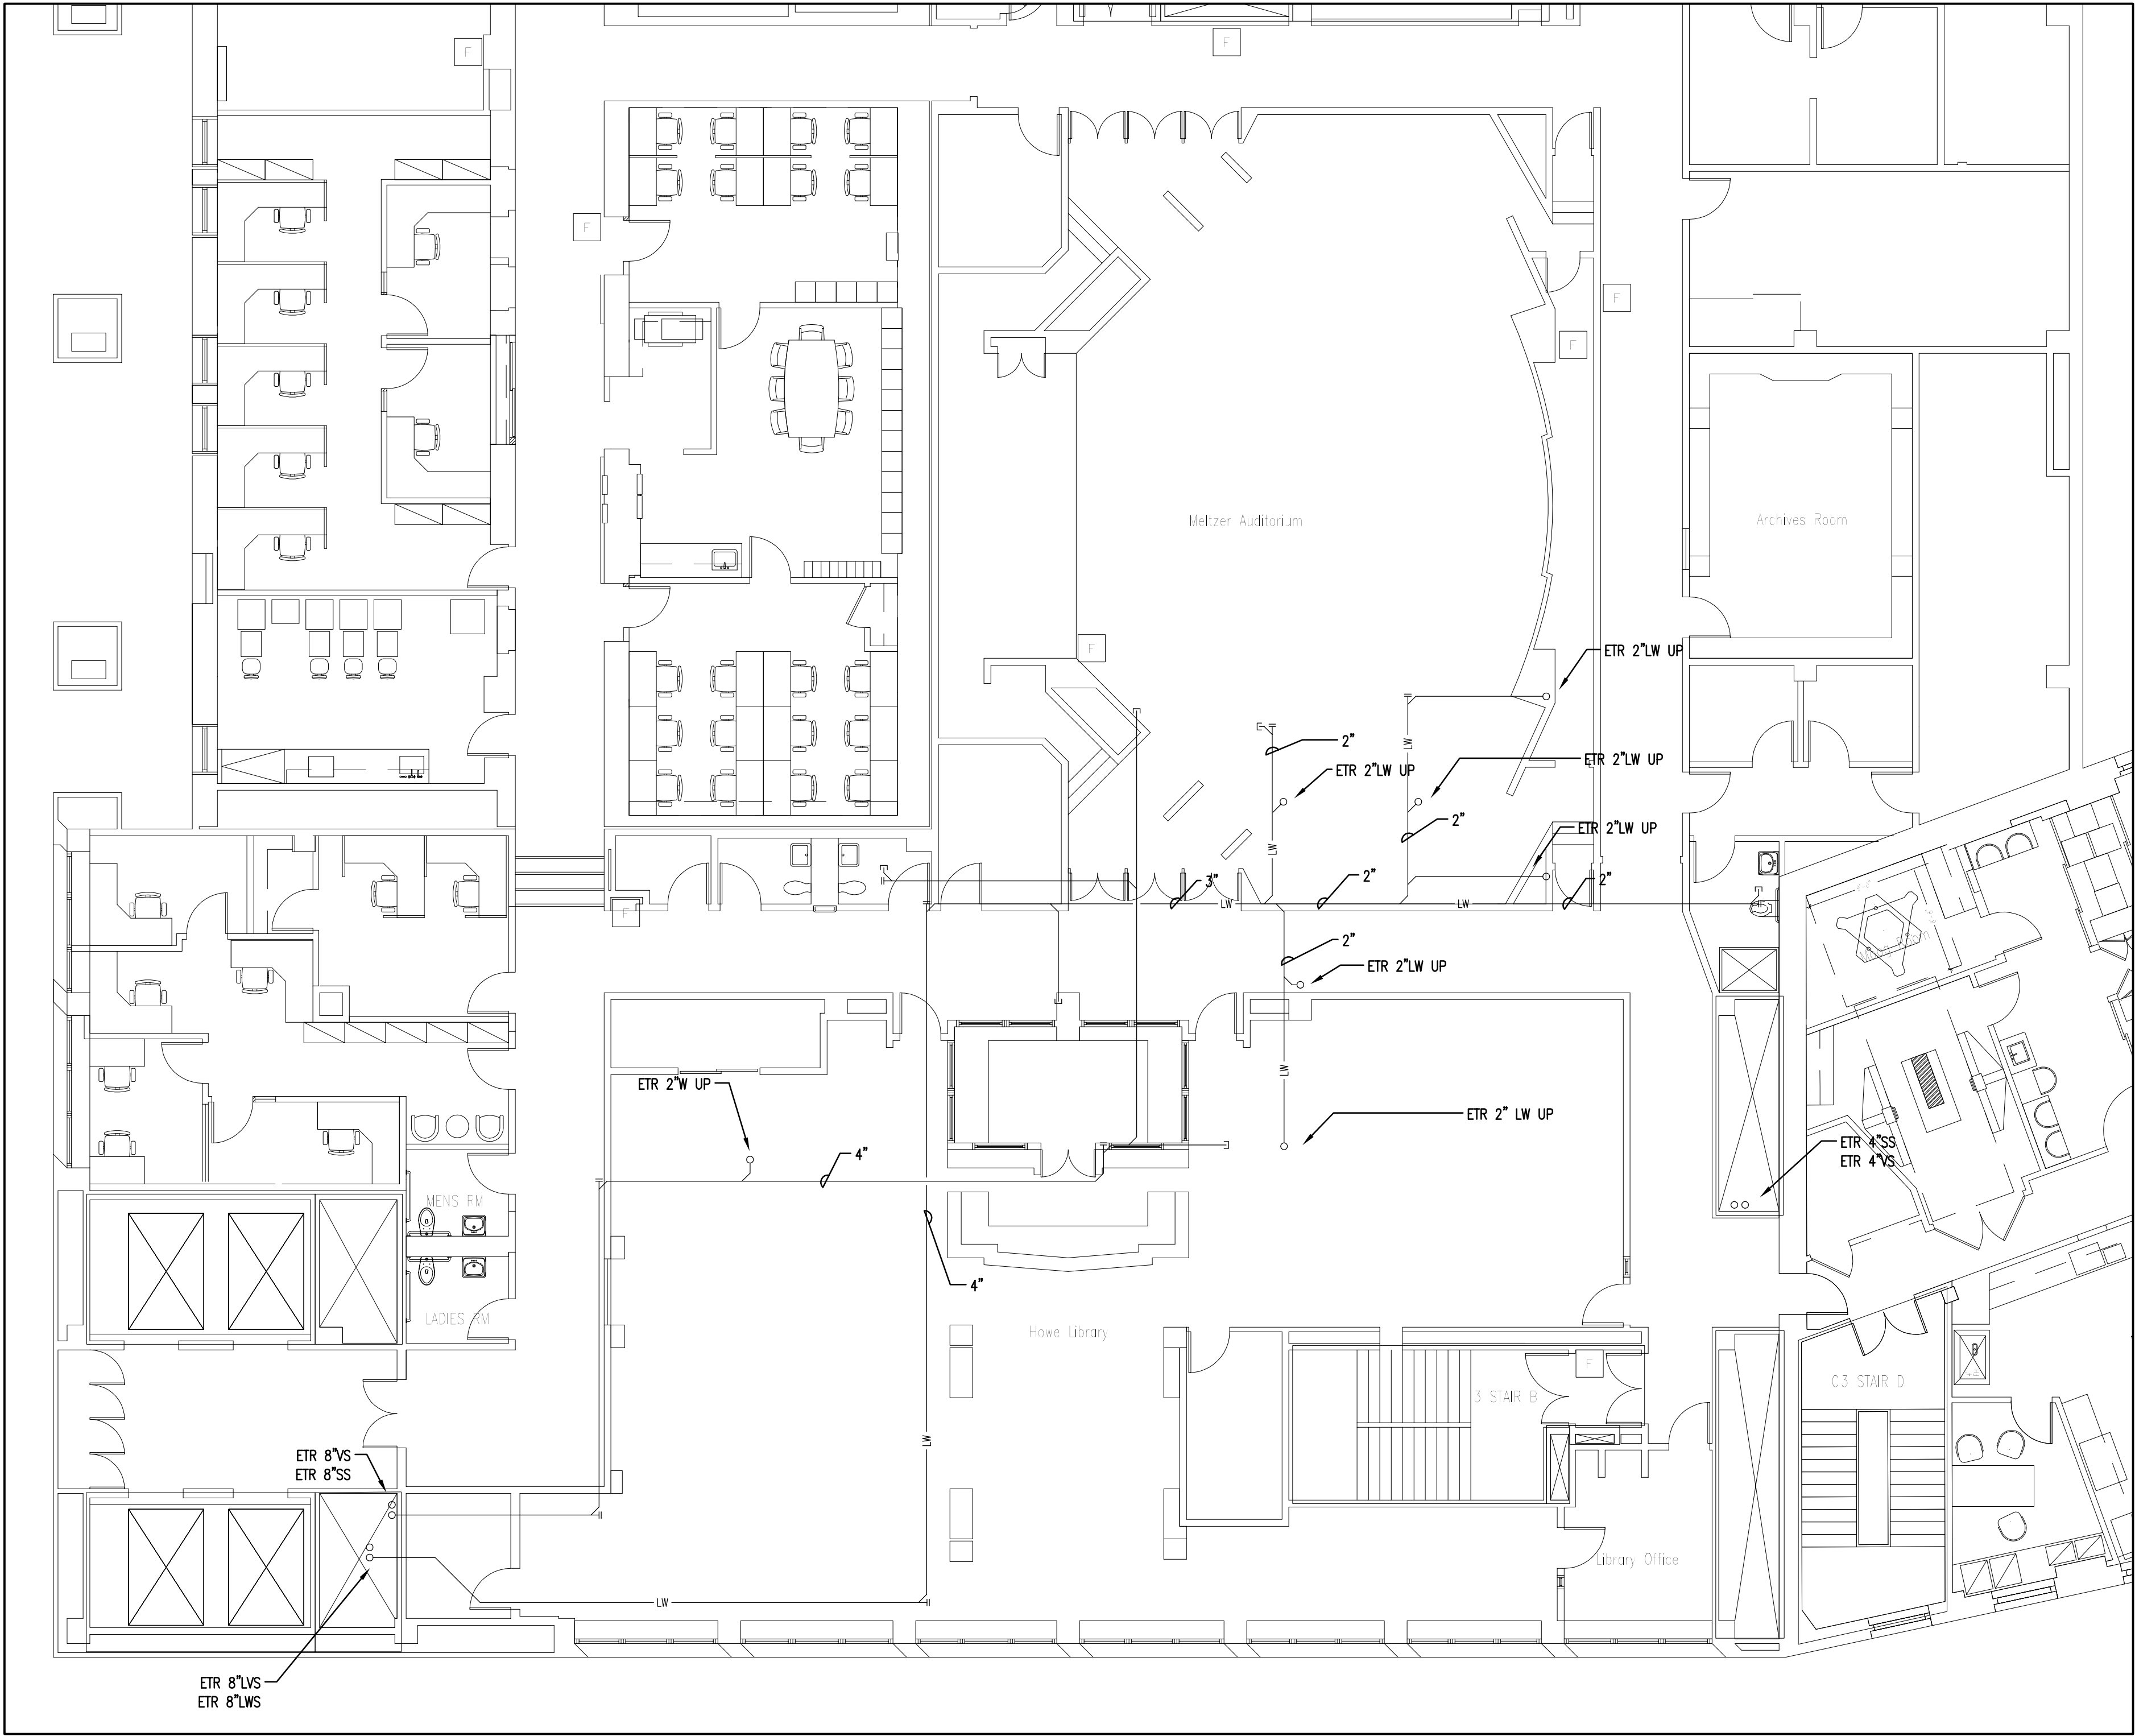 F
F
F
F
F
Meltzer Auditorium
Archives Room
F
ETR 2"LW UP
2"
LW
ETR 2"LW UP
ETR 2"LW UP
2"
ETR 2"LW UP
LW
3"
2"
2"
F
LW
LW
2"
ETR 2"LW UP
LW
ETR 2"W UP
ETR 2" LW UP
4"
ETR 4"SS
ETR 4"VS
MENS RM
4"
LADIES RM
Howe Library
F
3 STAIR B
C3 STAIR D
LW
ETR 8"VS
ETR 8"SS
Library Office
LW
ETR 8"LVS
ETR 8"LWS